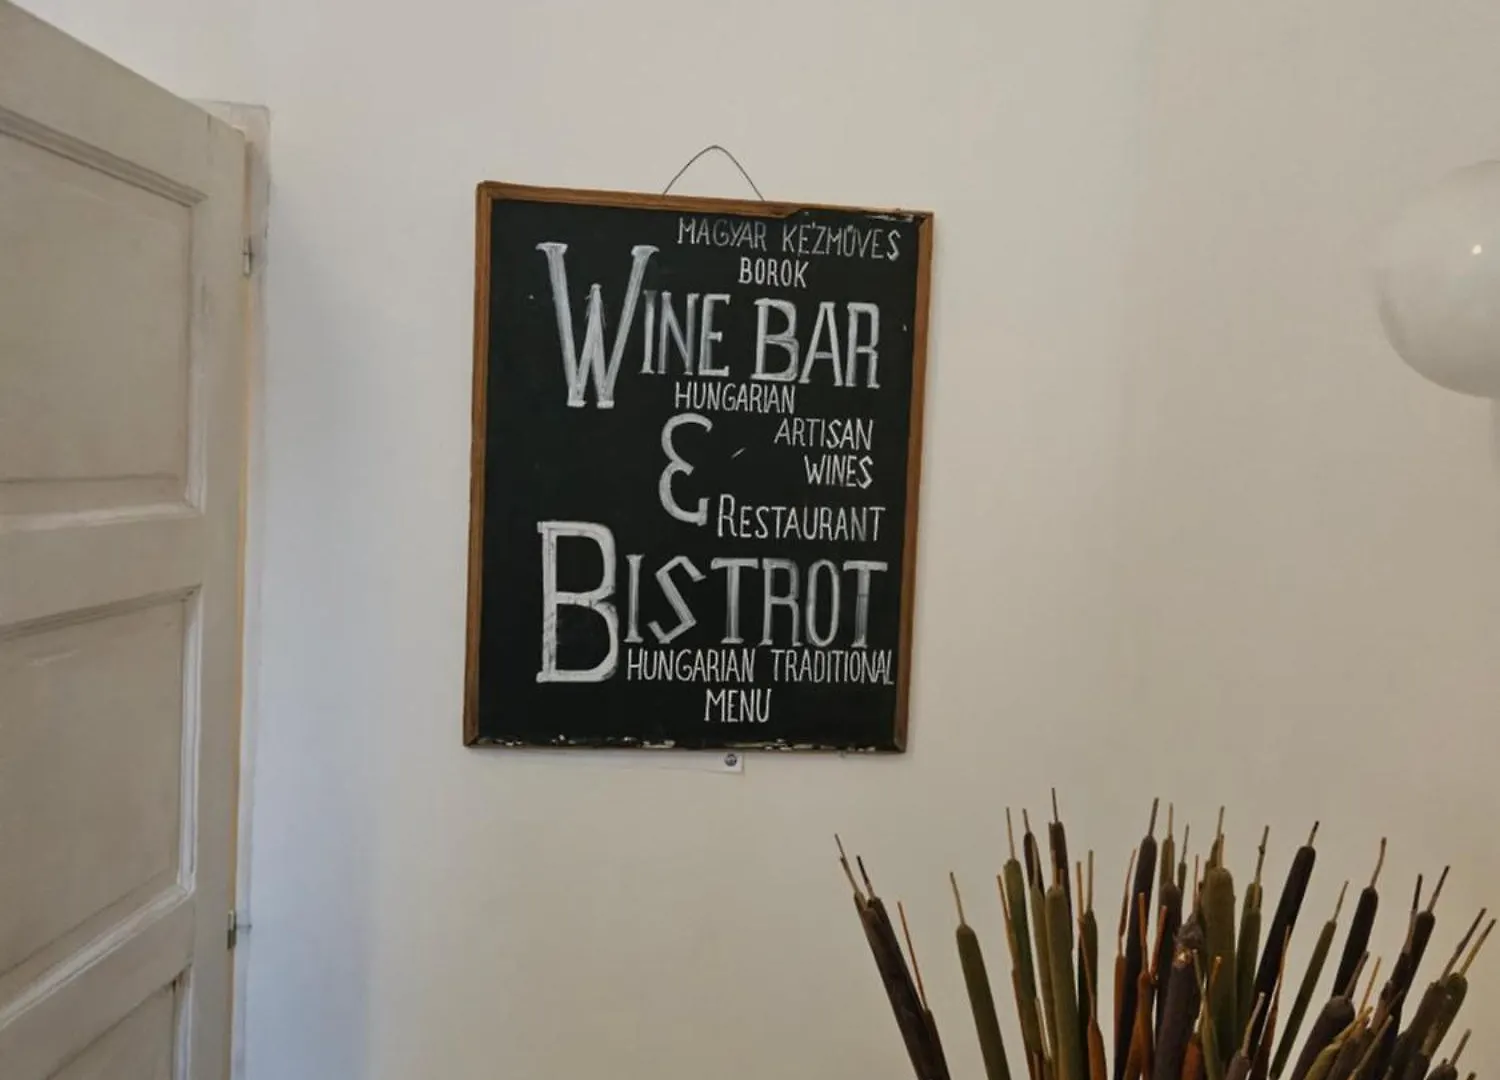 MAGYAR KÉZMŰVES
BOROK
WINE BAR
HUNGARIAN
& ARTISAN
WINES
RESTAURANT
BISTROT
HUNGARIAN TRADITIONAL
MENU